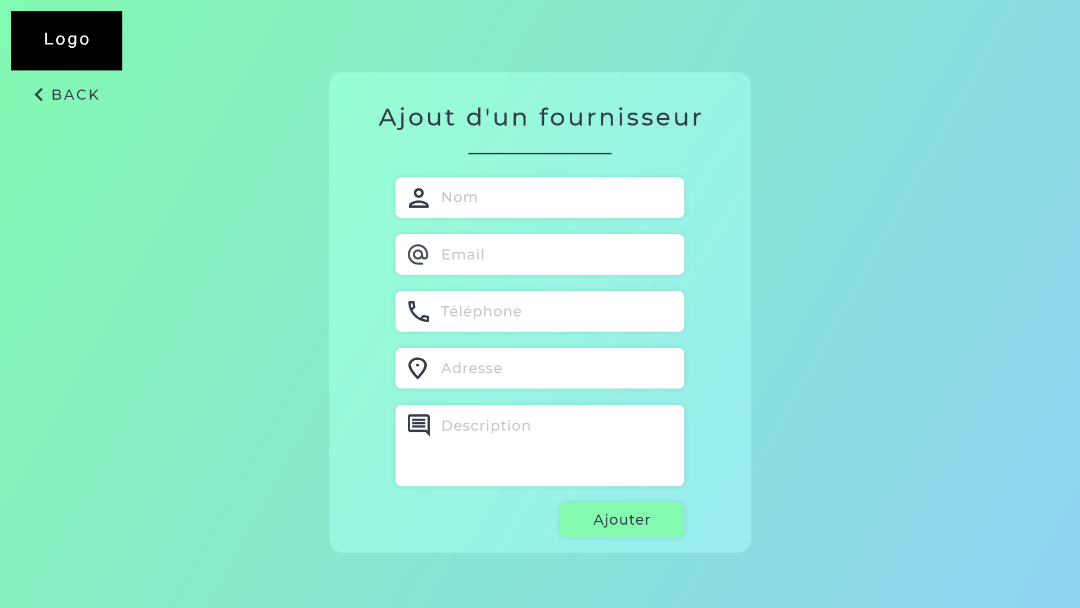 Logo
BACK
Ajout d'un fournisseur
Nom
Email
Téléphone
Adresse
Description
Ajouter